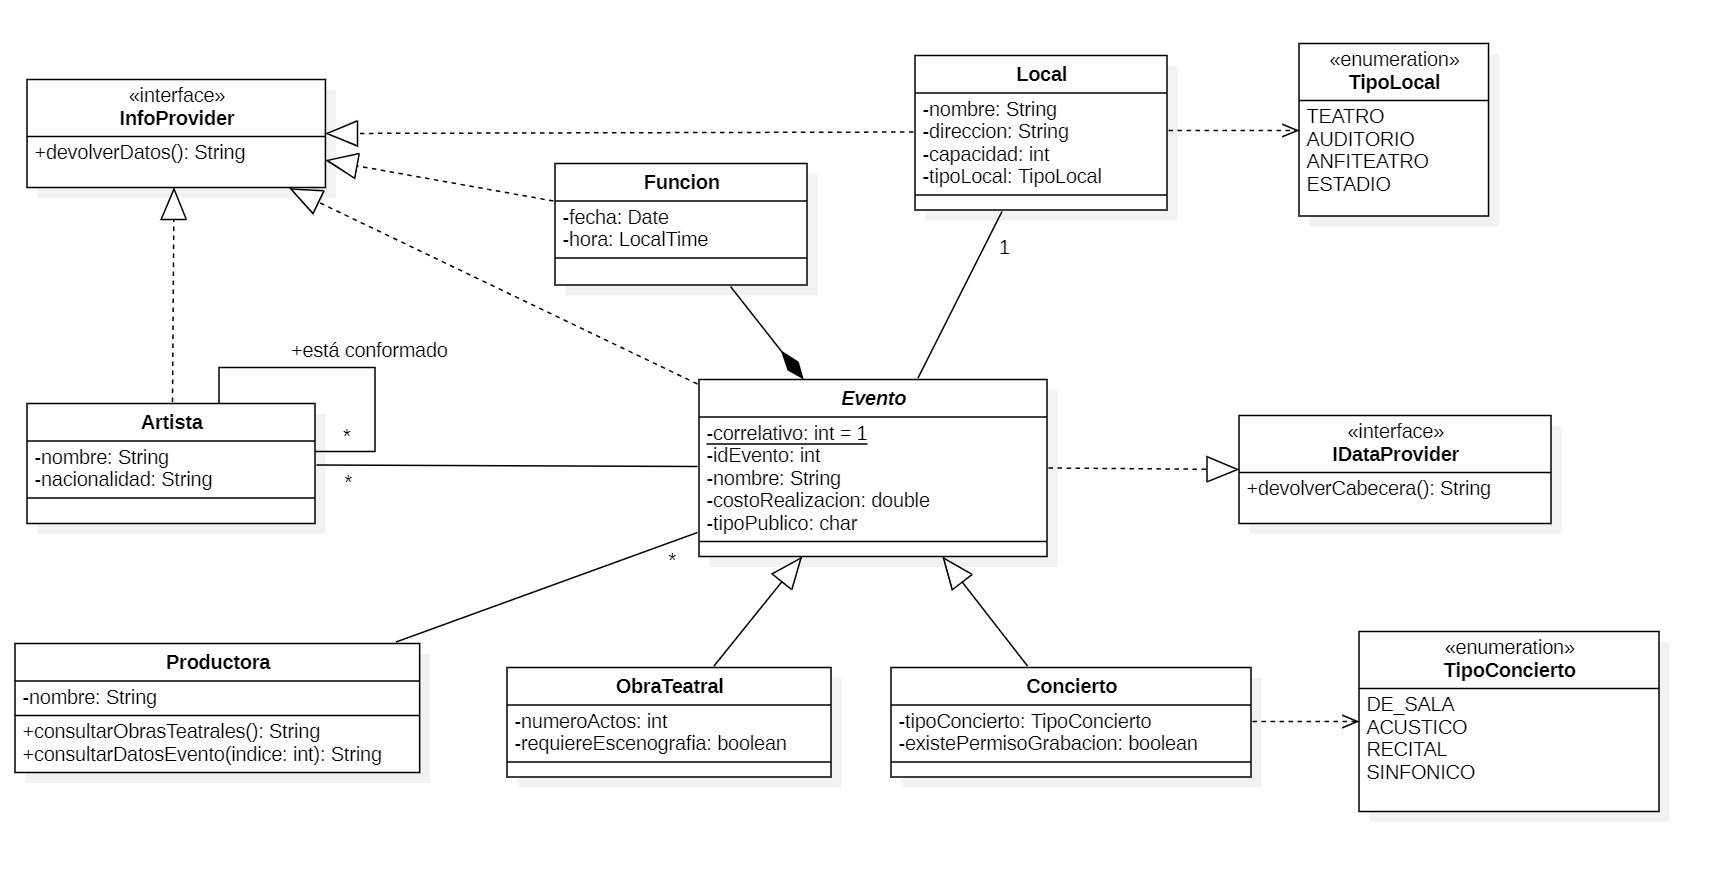 «interface»
InfoProvider
+devolverDatos(): String
Funcion
-fecha: Date
-hora: LocalTime
Local
-nombre: String
-direccion: String
-capacidad: int
-tipoLocal: TipoLocal
«enumeration»
TipoLocal
TEATRO
AUDITORIO
ANFITEATRO
ESTADIO
1
+está conformado
*
Artista
-nombre: String
-nacionalidad: String
*
Evento
-correlativo: int = 1
-idEvento: int
-nombre: String
-costoRealizacion: double
-tipoPublico: char
«interface»
IDataProvider
+devolverCabecera(): String
*
Productora
-nombre: String
+consultarObrasTeatrales(): String
+consultarDatosEvento(indice: int): String
ObraTeatral
-numeroActos: int
-requiereEscenografia: boolean
Concierto
-tipoConcierto: TipoConcierto
-existePermisoGrabacion: boolean
«enumeration»
TipoConcierto
DE_SALA
ACUSTICO
RECITAL
SINFONICO